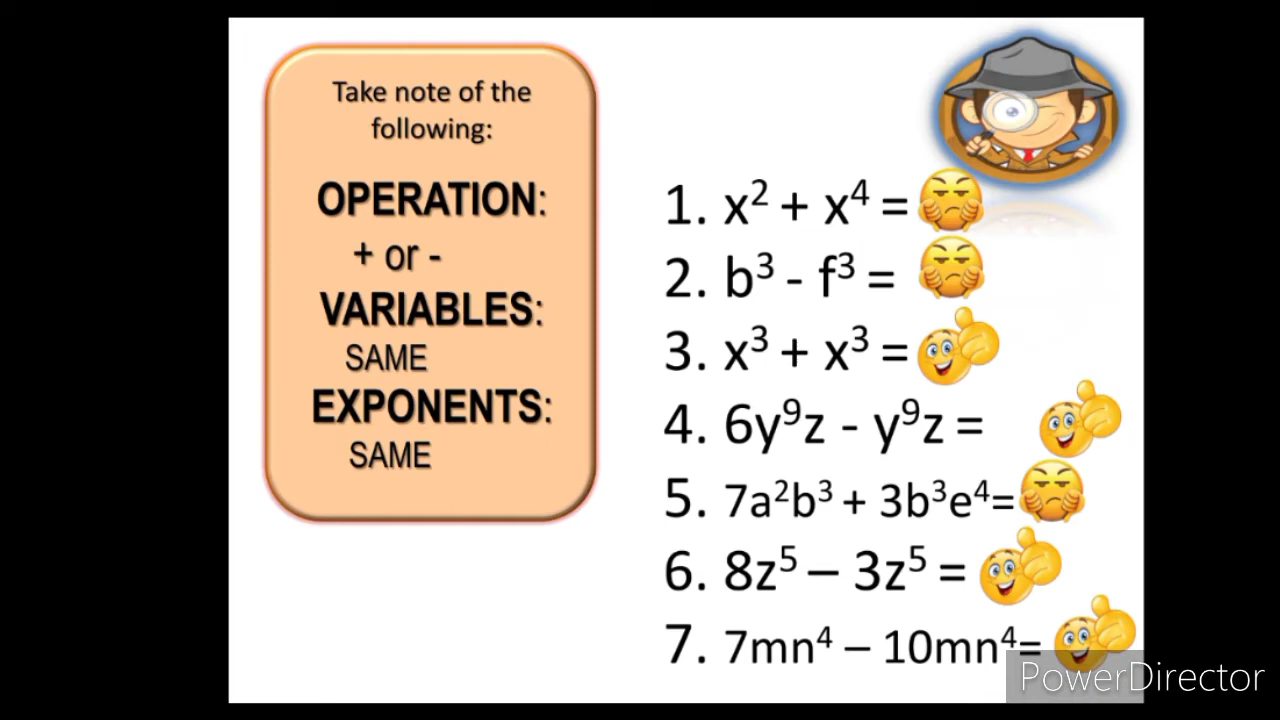 Take note of the
following:
OPERATION:
+ or -
VARIABLES:
SAME
EXPONENTS:
SAME
1. x² + x⁴ =
2. b³ - f³ =
3. x³ + x³ =
4. 6y⁹z - y⁹z =
5. 7a²b³ + 3b³e⁴=
6. 8z⁵ – 3z⁵ =
7. 7mn⁴ – 10mn⁴=
PowerDirector